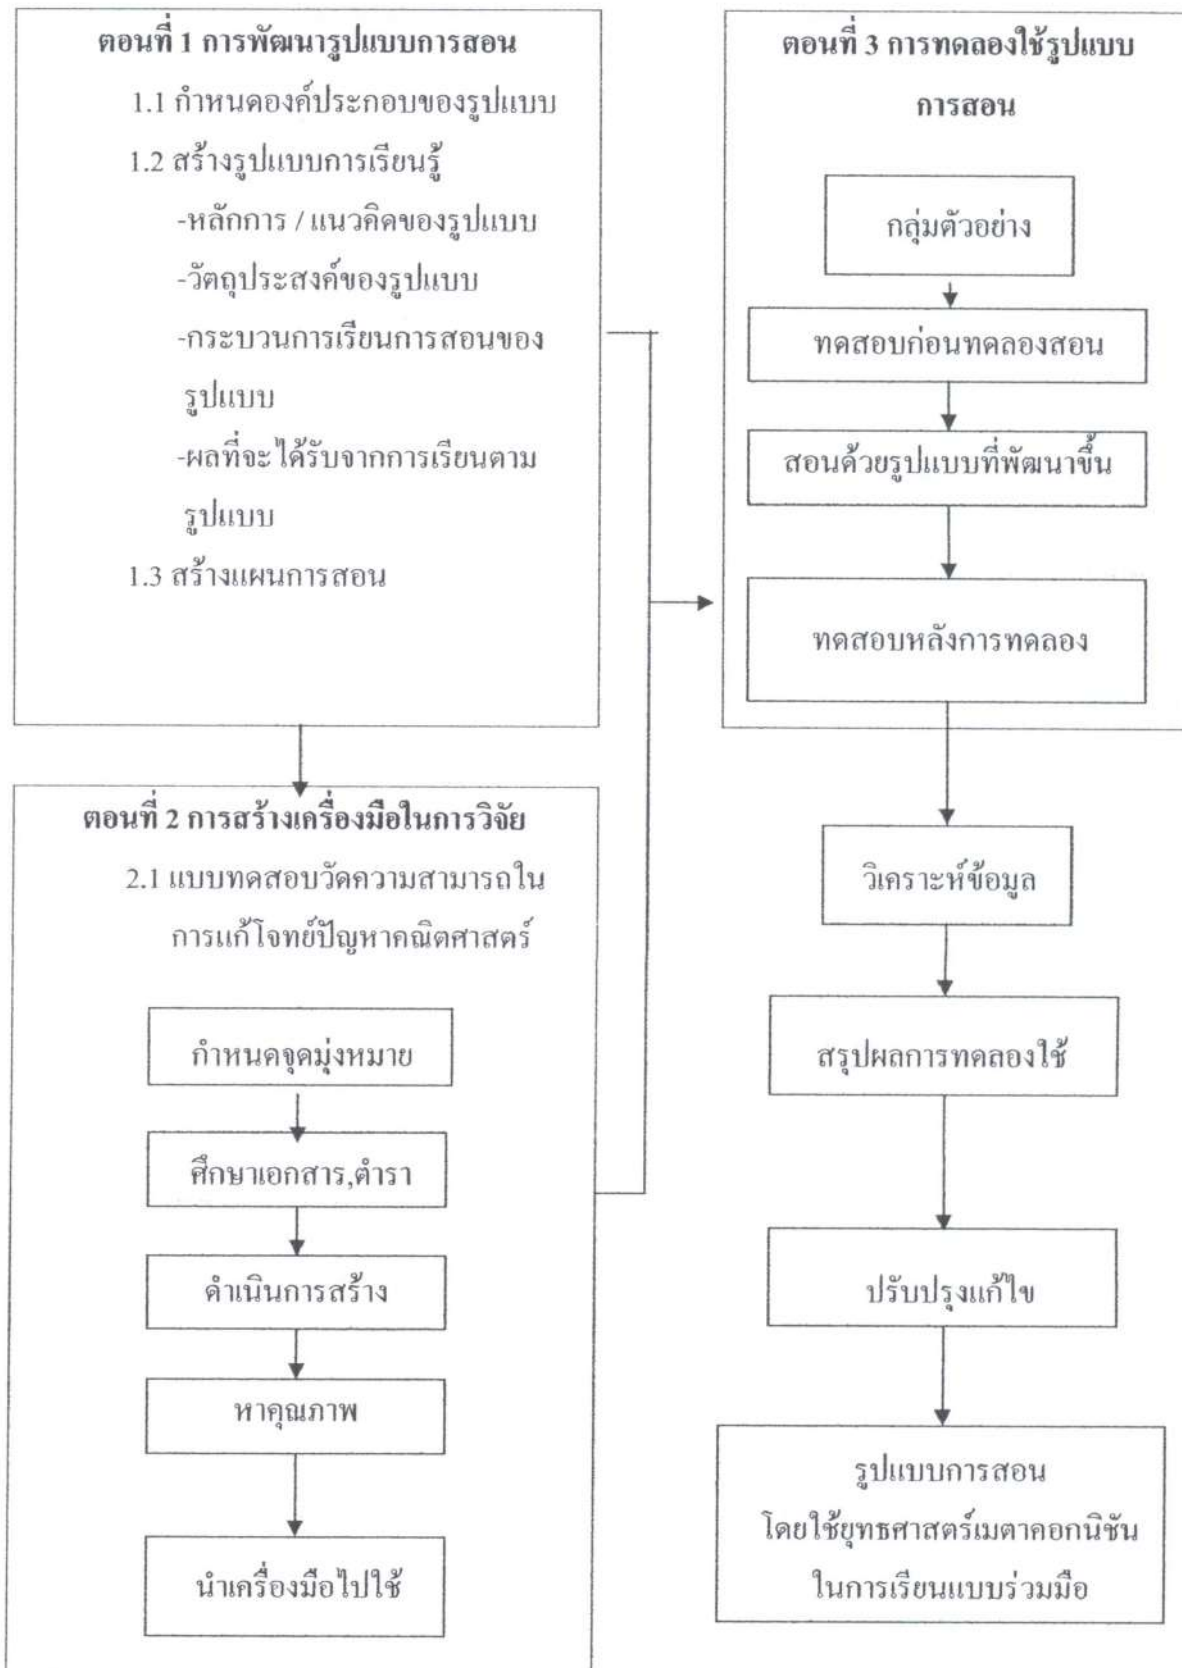 ตอนที่ 1 การพัฒนารูปแบบการสอน
1.1 กำหนดองค์ประกอบของรูปแบบ
1.2 สร้างรูปแบบการเรียนรู้
-หลักการ / แนวคิดของรูปแบบ
-วัตถุประสงค์ของรูปแบบ
-กระบวนการเรียนการสอนของ
รูปแบบ
-ผลที่จะได้รับจากการเรียนตาม
รูปแบบ
1.3 สร้างแผนการสอน
ตอนที่ 2 การสร้างเครื่องมือในการวิจัย
2.1 แบบทดสอบวัดความสามารถใน
การแก้โจทย์ปัญหาคณิตศาสตร์
กำหนดจุดมุ่งหมาย
ศึกษาเอกสาร,ตำรา
ดำเนินการสร้าง
หาคุณภาพ
นำเครื่องมือไปใช้
ตอนที่ 3 การทดลองใช้รูปแบบ
การสอน
กลุ่มตัวอย่าง
ทดสอบก่อนทดลองสอน
สอนด้วยรูปแบบที่พัฒนาขึ้น
ทดสอบหลังการทดลอง
วิเคราะห์ข้อมูล
สรุปผลการทดลองใช้
ปรับปรุงแก้ไข
รูปแบบการสอน
โดยใช้ยุทธศาสตร์เมตาคอกนิชัน
ในการเรียนแบบร่วมมือ